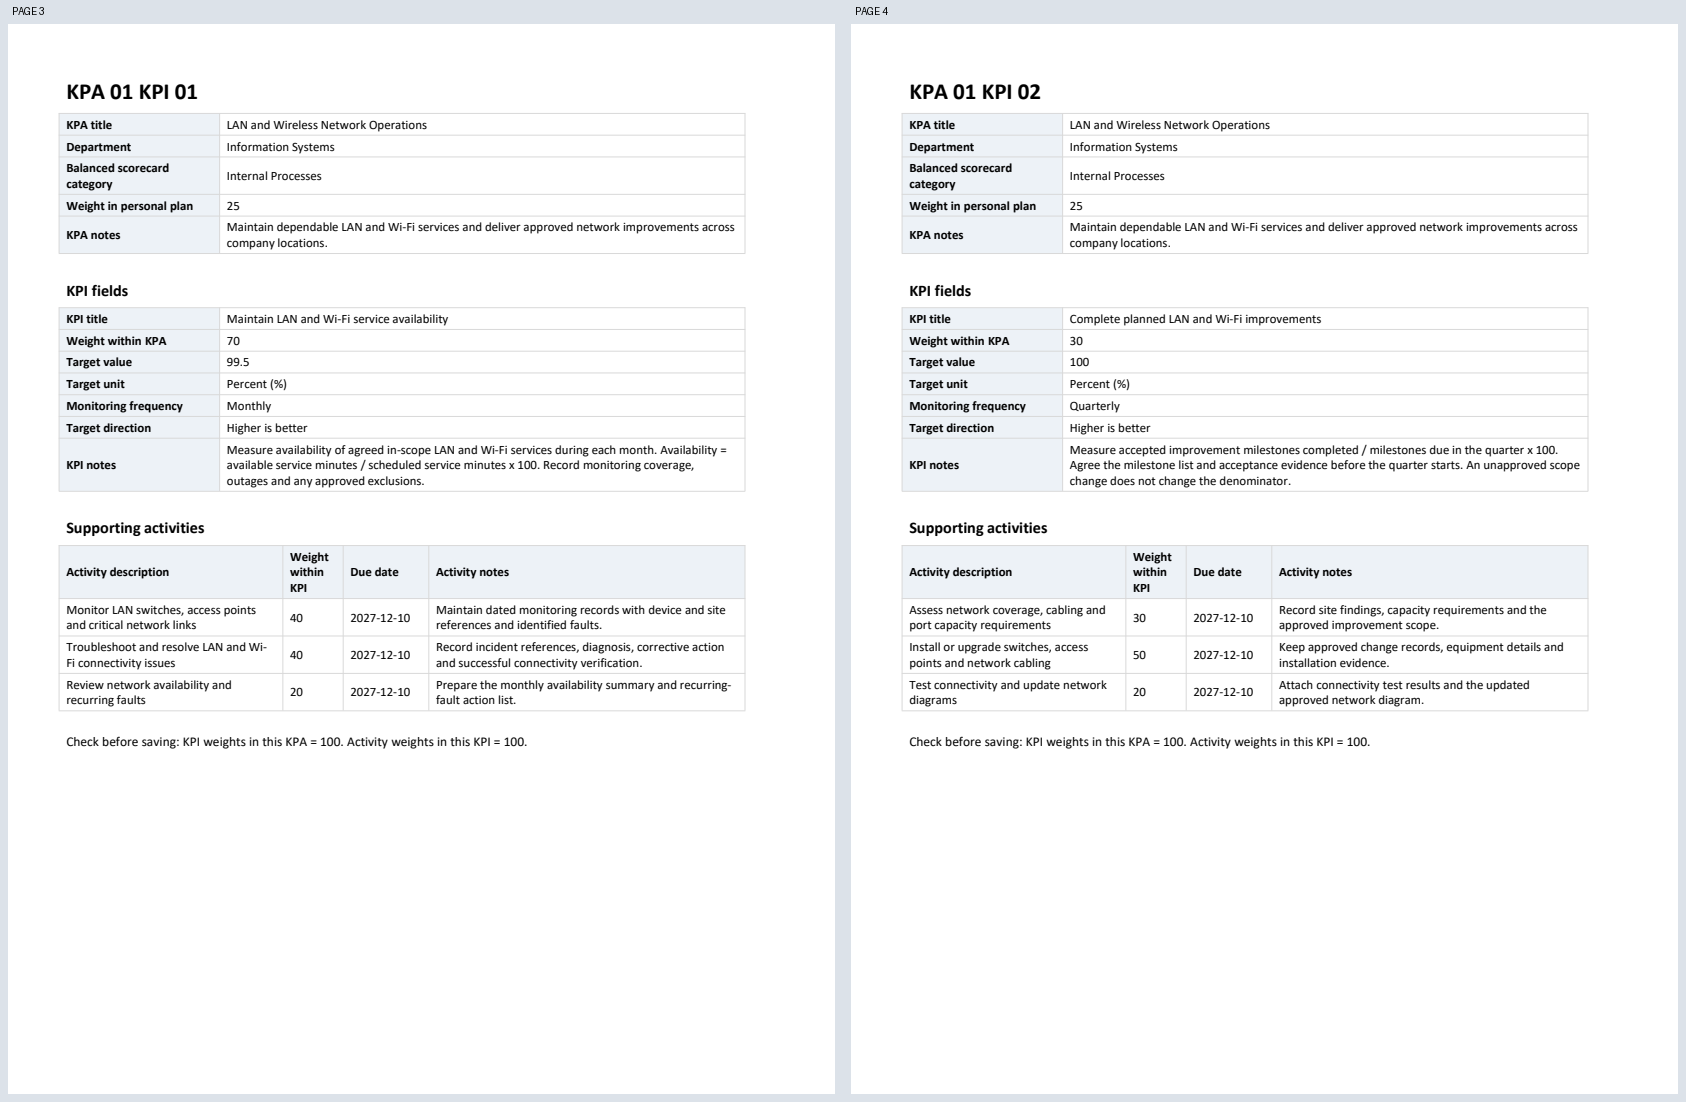 PAGE 3
KPA 01 KPI 01
KPA title
LAN and Wireless Network Operations
Department
Information Systems
Balanced scorecard
category
Internal Processes
Weight in personal plan
25
KPA notes
Maintain dependable LAN and Wi-Fi services and deliver approved network improvements across
company locations.
KPI fields
KPI title
Maintain LAN and Wi-Fi service availability
Weight within KPA
70
Target value
99.5
Target unit
Percent (%)
Monitoring frequency
Monthly
Target direction
Higher is better
KPI notes
Measure availability of agreed in-scope LAN and Wi-Fi services during each month. Availability =
available service minutes / scheduled service minutes x 100. Record monitoring coverage,
outages and any approved exclusions.
Supporting activities
Activity description
Weight
within
KPI
Due date
Activity notes
Monitor LAN switches, access points
and critical network links
40
2027-12-10
Maintain dated monitoring records with device and site
references and identified faults.
Troubleshoot and resolve LAN and Wi-
Fi connectivity issues
40
2027-12-10
Record incident references, diagnosis, corrective action
and successful connectivity verification.
Review network availability and
recurring faults
20
2027-12-10
Prepare the monthly availability summary and recurring-
fault action list.
Check before saving: KPI weights in this KPA = 100. Activity weights in this KPI = 100.
PAGE 4
KPA 01 KPI 02
KPA title
LAN and Wireless Network Operations
Department
Information Systems
Balanced scorecard
category
Internal Processes
Weight in personal plan
25
KPA notes
Maintain dependable LAN and Wi-Fi services and deliver approved network improvements across
company locations.
KPI fields
KPI title
Complete planned LAN and Wi-Fi improvements
Weight within KPA
30
Target value
100
Target unit
Percent (%)
Monitoring frequency
Quarterly
Target direction
Higher is better
KPI notes
Measure accepted improvement milestones completed / milestones due in the quarter x 100.
Agree the milestone list and acceptance evidence before the quarter starts. An unapproved scope
change does not change the denominator.
Supporting activities
Activity description
Weight
within
KPI
Due date
Activity notes
Assess network coverage, cabling and
port capacity requirements
30
2027-12-10
Record site findings, capacity requirements and the
approved improvement scope.
Install or upgrade switches, access
points and network cabling
50
2027-12-10
Keep approved change records, equipment details and
installation evidence.
Test connectivity and update network
diagrams
20
2027-12-10
Attach connectivity test results and the updated
approved network diagram.
Check before saving: KPI weights in this KPA = 100. Activity weights in this KPI = 100.